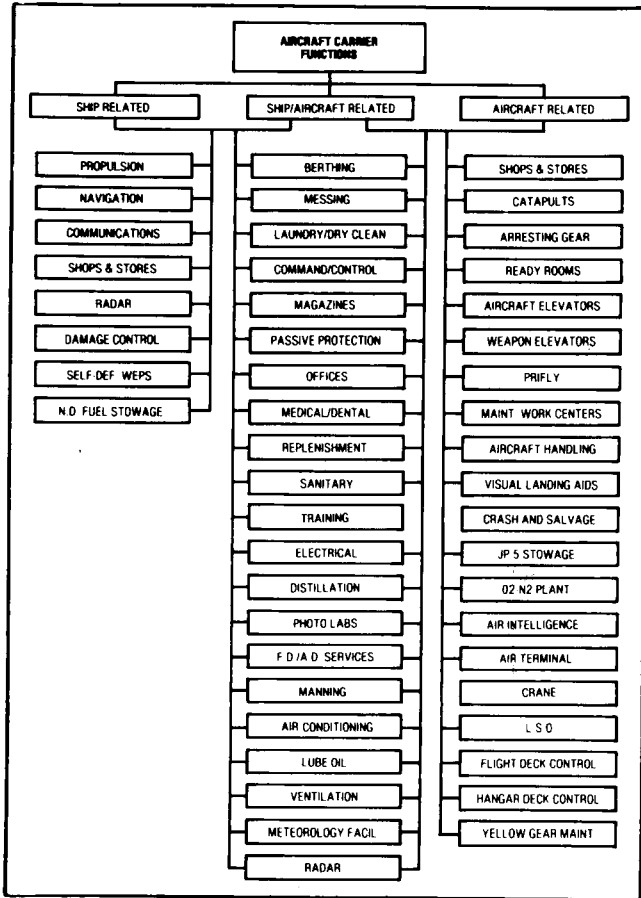 AIRCRAFT CARRIER
FUNCTIONS
SHIP RELATED
SHIP/AIRCRAFT RELATED
AIRCRAFT RELATED
PROPULSION
NAVIGATION
COMMUNICATIONS
SHOPS & STORES
RADAR
DAMAGE CONTROL
SELF-DEF WEPS
N.D. FUEL STOWAGE
BERTHING
MESSING
LAUNDRY/DRY CLEAN
COMMAND/CONTROL
MAGAZINES
PASSIVE PROTECTION
OFFICES
MEDICAL/DENTAL
REPLENISHMENT
SANITARY
TRAINING
ELECTRICAL
DISTILLATION
PHOTO LABS
F D /A D SERVICES
MANNING
AIR CONDITIONING
LUBE OIL
VENTILATION
METEOROLOGY FACIL
RADAR
SHOPS & STORES
CATAPULTS
ARRESTING GEAR
READY ROOMS
AIRCRAFT ELEVATORS
WEAPON ELEVATORS
PRIFLY
MAINT WORK CENTERS
AIRCRAFT HANDLING
VISUAL LANDING AIDS
CRASH AND SALVAGE
JP 5 STOWAGE
O2 N2 PLANT
AIR INTELLIGENCE
AIR TERMINAL
CRANE
L S O
FLIGHT DECK CONTROL
HANGAR DECK CONTROL
YELLOW GEAR MAINT